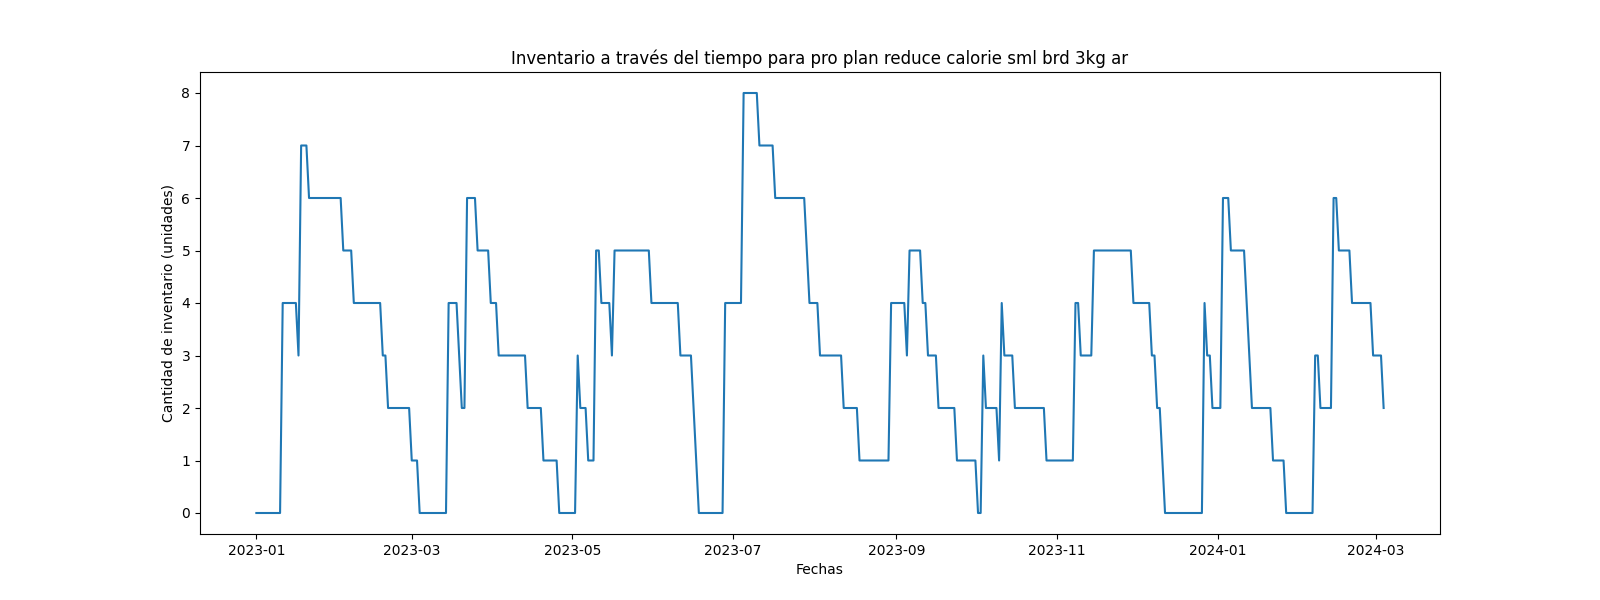 Inventario a través del tiempo para pro plan reduce calorie sml brd 3kg ar
Cantidad de inventario (unidades)
8
7
6
5
4
3
2
1
0
2023-01 2023-03 2023-05 2023-07 2023-09 2023-11 2024-01 2024-03
Fechas